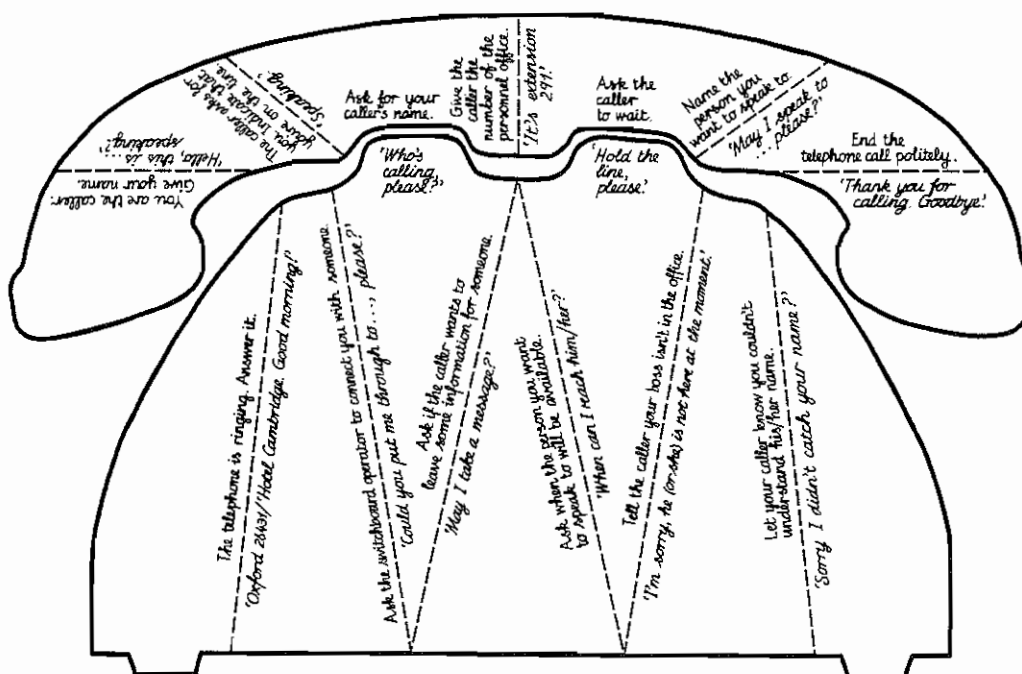 You are the caller.
Give your name.
'Hello, this is ...
speaking.'
The caller asks for
you. Indicate that
you're on the line.
'Speaking.'
Ask for your
caller's name.
'Who's
calling,
please?'
Give the
caller the
number of the
personnel office.
'It's extension
291.'
Ask the
caller
to wait.
'Hold the
line,
please.'
Name the
person you
want to speak to.
'May I speak to
... please?'
End the
telephone call politely.
'Thank you for
calling. Goodbye.'
The telephone is ringing. Answer it.
'Oxford 26431/'Hotel Cambridge. Good morning!'
Ask the switchboard operator to connect you with someone.
'Could you put me through to ..., please?'
Ask if the caller wants to
leave some information for someone.
'May I take a message?'
Ask when the person you want
to speak to will be available.
'When can I reach him/her?'
Tell the caller your boss isn't in the office.
'I'm sorry, he (or she) is not here at the moment.'
Let your caller know you couldn't
understand his/her name.
'Sorry I didn't catch your name?'